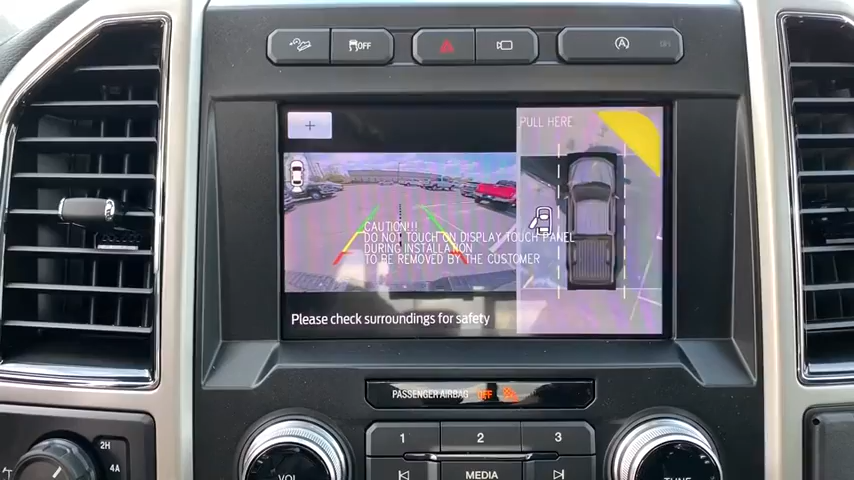 OFF
+
PULL HERE
CAUTION!!!
DO NOT TOUCH ON DISPLAY TOUCH PANEL
DURING INSTALLATION
TO BE REMOVED BY THE CUSTOMER
Please check surroundings for safety
PASSENGER AIRBAG OFF
1 2 3
2H
4A
VOL
MEDIA
TUNE